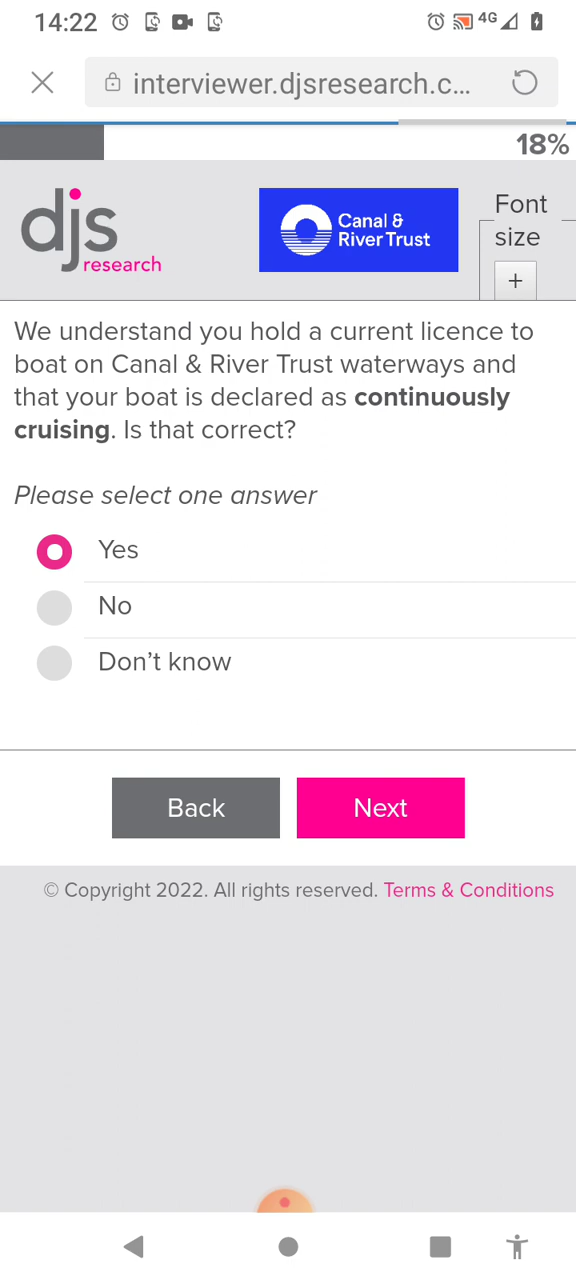 14:22
4G
interviewer.djsresearch.c...
18%
djs
research
Canal &
River Trust
Font
size
+
We understand you hold a current licence to
boat on Canal & River Trust waterways and
that your boat is declared as continuously
cruising. Is that correct?
Please select one answer
Yes
No
Don’t know
Back
Next
© Copyright 2022. All rights reserved. Terms & Conditions